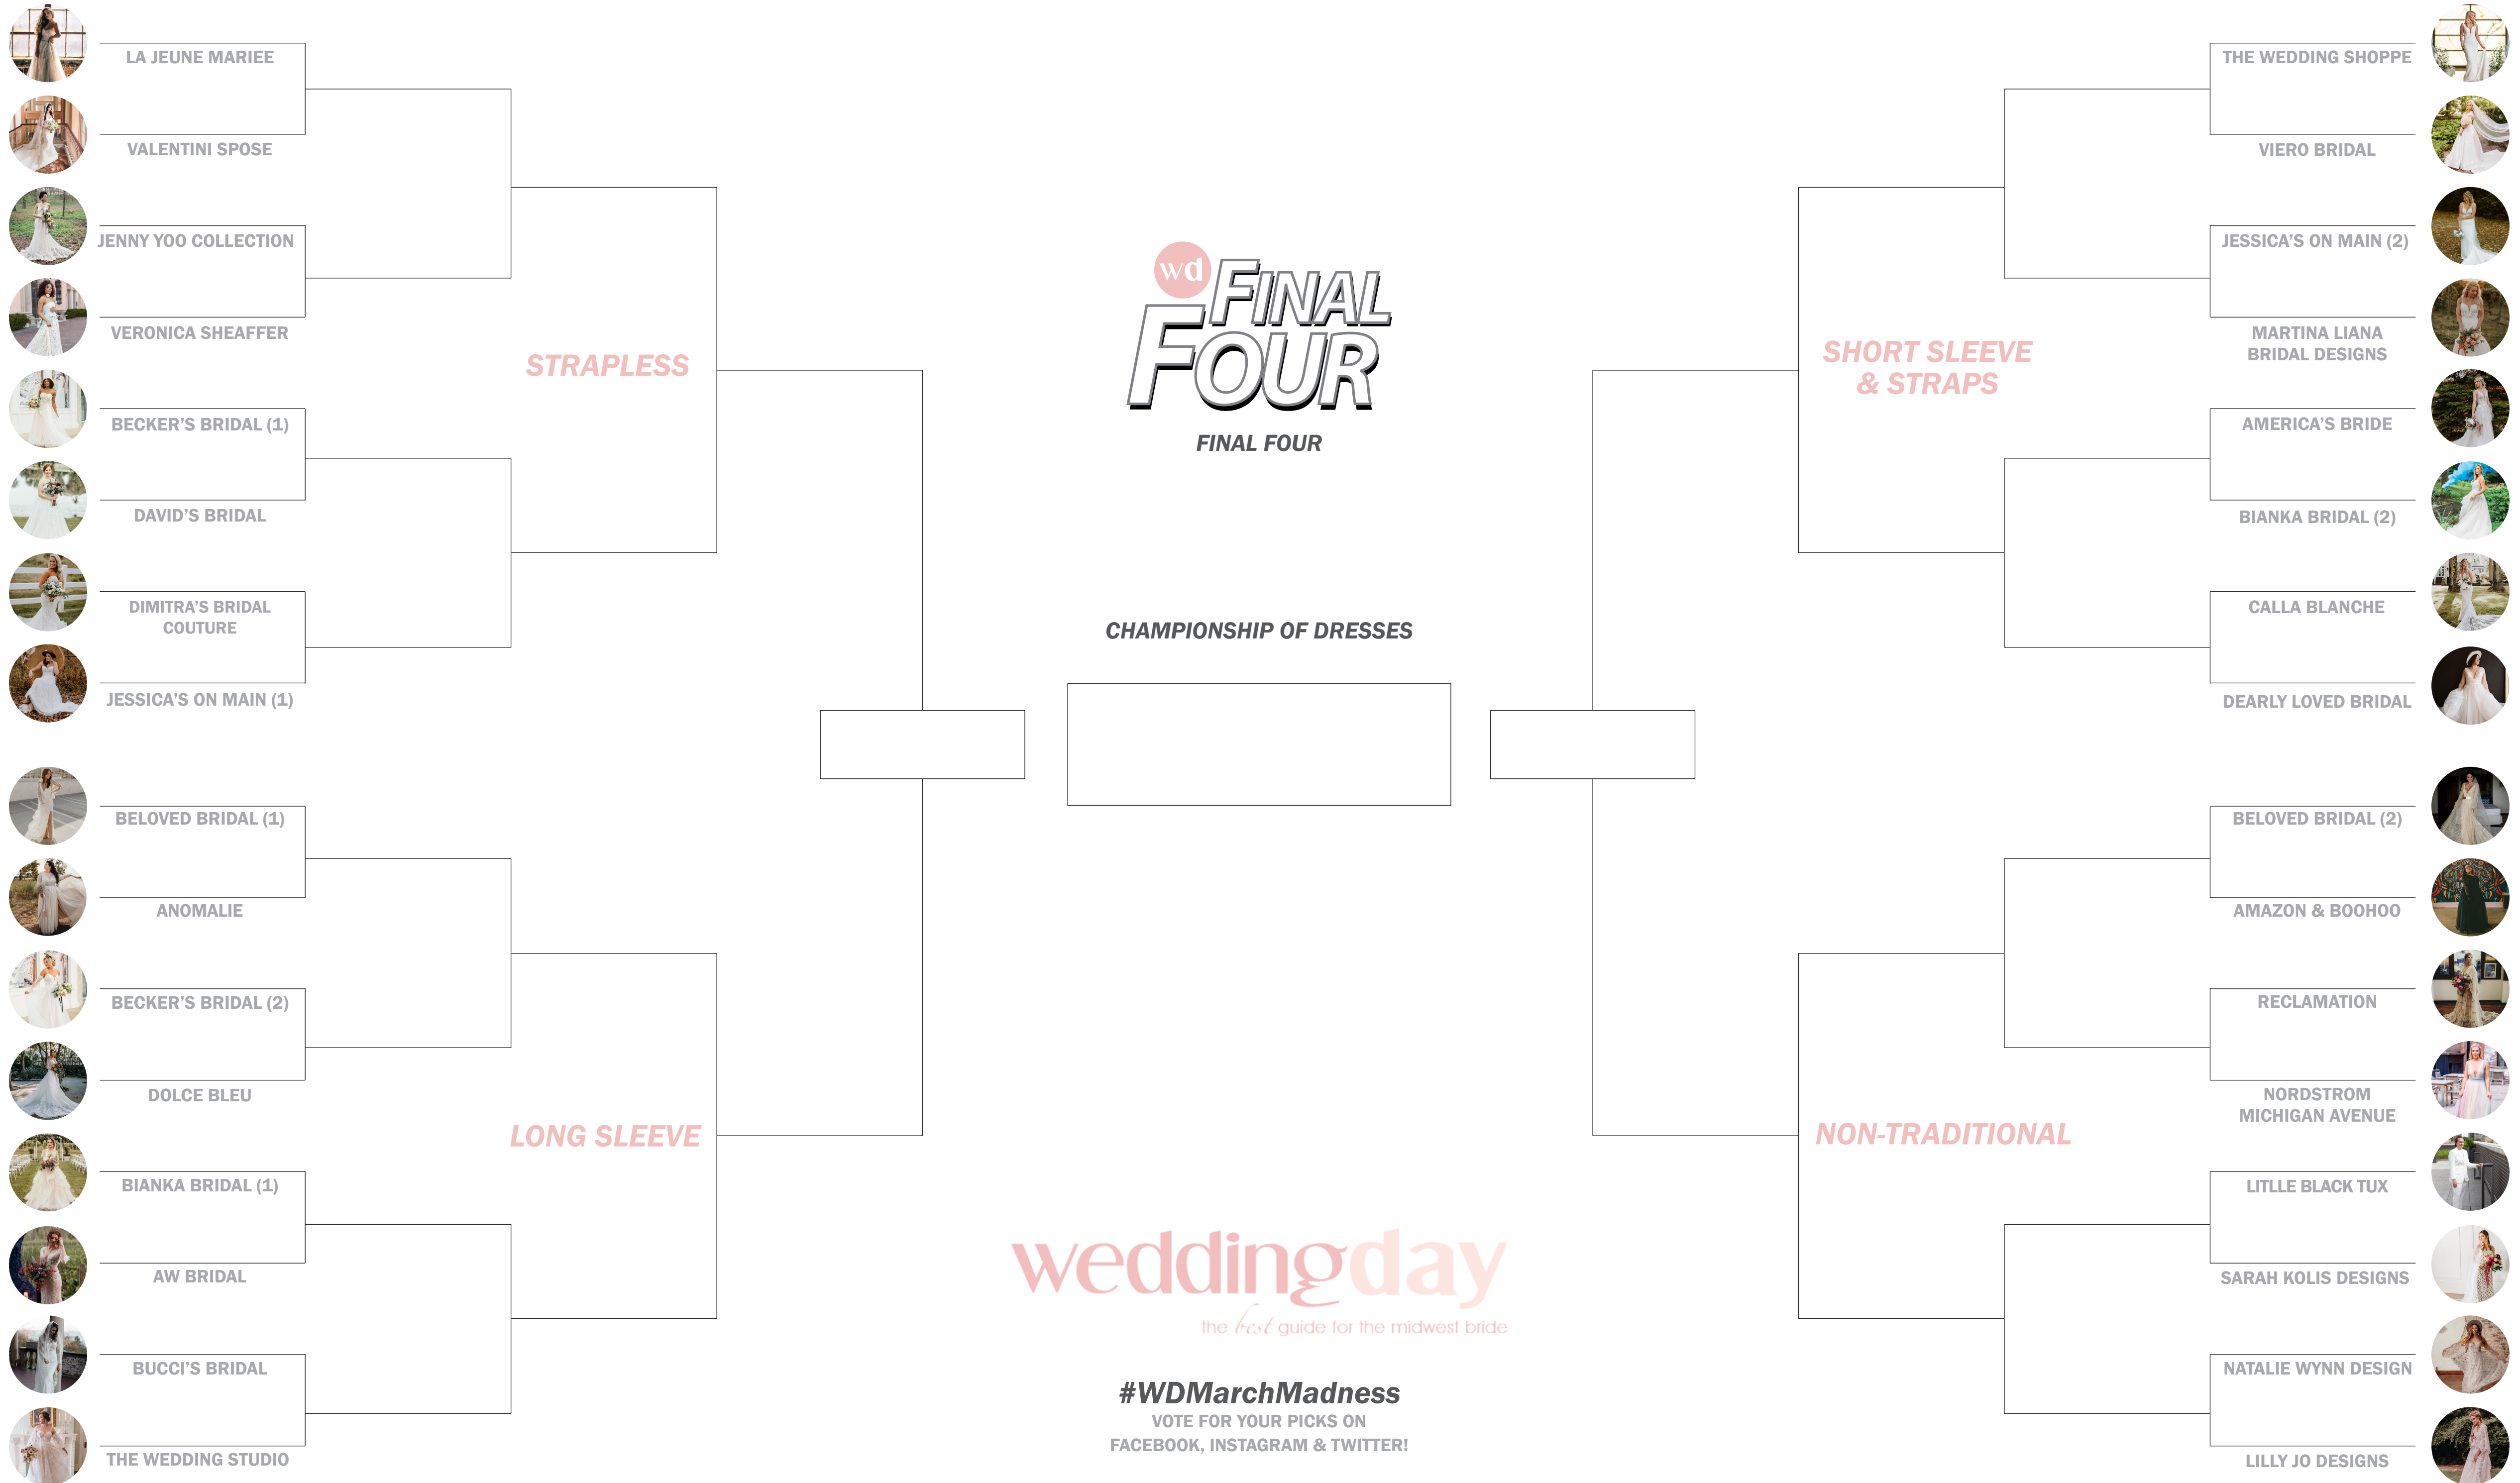 LA JEUNE MARIEE
VALENTINI SPOSE
JENNY YOO COLLECTION
VERONICA SHEAFFER
STRAPLESS
BECKER'S BRIDAL (1)
DAVID'S BRIDAL
DIMITRA'S BRIDAL
COUTURE
JESSICA'S ON MAIN (1)
BELOVED BRIDAL (1)
ANOMALIE
BECKER'S BRIDAL (2)
DOLCE BLEU
LONG SLEEVE
BIANKA BRIDAL (1)
AW BRIDAL
BUCCI'S BRIDAL
THE WEDDING STUDIO
wd
FINAL
FOUR
FINAL FOUR
CHAMPIONSHIP OF DRESSES
weddingday
the best guide for the midwest bride
#WDMarchMadness
VOTE FOR YOUR PICKS ON
FACEBOOK, INSTAGRAM & TWITTER!
THE WEDDING SHOPPE
VIERO BRIDAL
JESSICA'S ON MAIN (2)
MARTINA LIANA
BRIDAL DESIGNS
SHORT SLEEVE
& STRAPS
AMERICA'S BRIDE
BIANKA BRIDAL (2)
CALLA BLANCHE
DEARLY LOVED BRIDAL
BELOVED BRIDAL (2)
AMAZON & BOOHOO
RECLAMATION
NORDSTROM
MICHIGAN AVENUE
NON-TRADITIONAL
LITLLE BLACK TUX
SARAH KOLIS DESIGNS
NATALIE WYNN DESIGN
LILLY JO DESIGNS